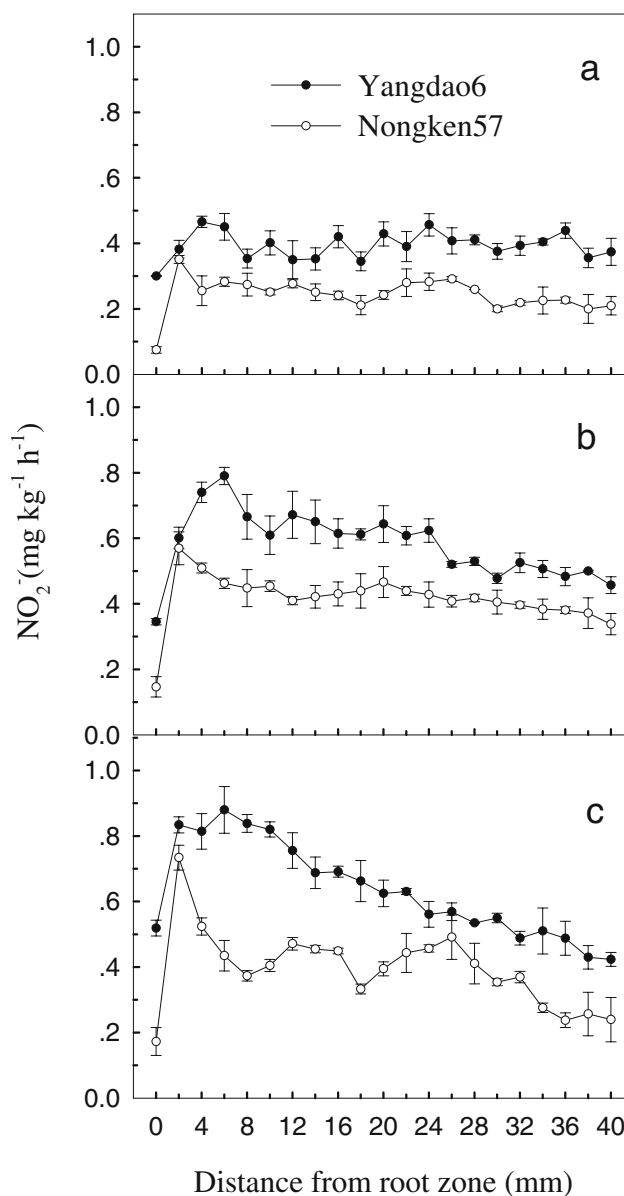 a
Yangdao6
Nongken57
1.0
.8
.6
.4
.2
0.0
b
1.0
.8
.6
.4
.2
0.0
c
1.0
.8
.6
.4
.2
0.0
NO₂⁻(mg kg⁻¹ h⁻¹)
0 4 8 12 16 20 24 28 32 36 40
Distance from root zone (mm)